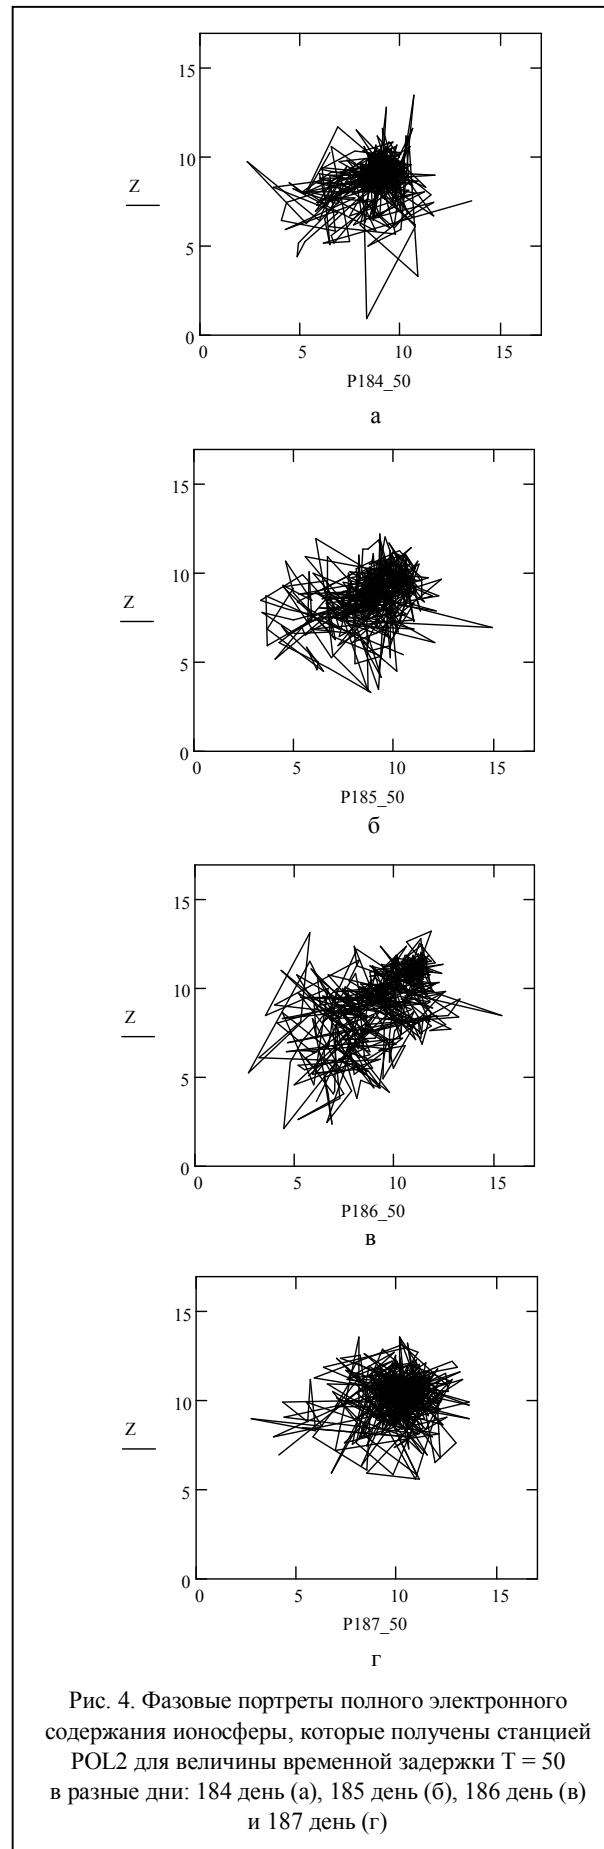 15
10
Z
5
0
0 5 10 15
P184_50
а
15
10
Z
5
0
0 5 10 15
P185_50
б
15
10
Z
5
0
0 5 10 15
P186_50
в
15
10
Z
5
0
0 5 10 15
P187_50
г
Рис. 4. Фазовые портреты полного электронного
содержания ионосферы, которые получены станцией
POL2 для величины временной задержки T = 50
в разные дни: 184 день (а), 185 день (б), 186 день (в)
и 187 день (г)